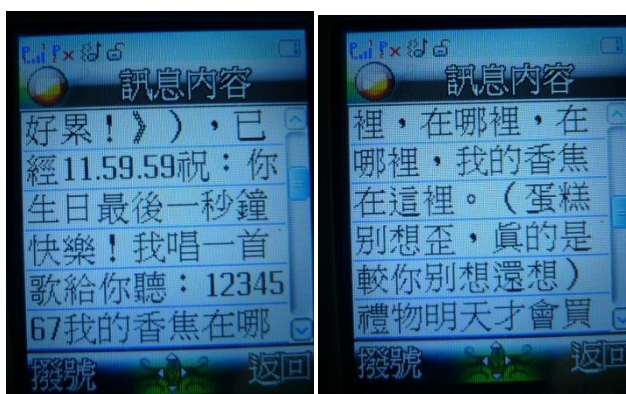 訊息內容
好累！》），已
經11.59.59祝：你
生日最後一秒鐘
快樂！我唱一首
歌給你聽：12345
67我的香焦在哪
撥號 返回
訊息內容
裡，在哪裡，在
哪裡，我的香焦
在這裡。（蛋糕
別想歪，真的是
較你別想還想）
禮物明天才會買
撥號 返回